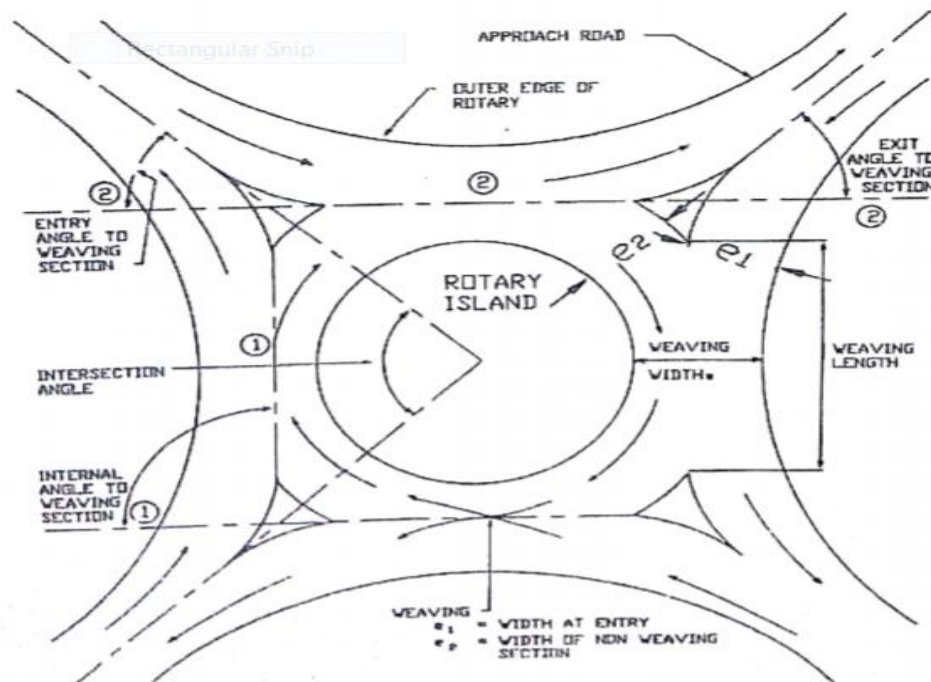 Rectangular Snip
APPROACH ROAD
OUTER EDGE OF
ROTARY
EXIT
ANGLE TO
WEAVING
SECTION
2
2
2
ENTRY
ANGLE TO
WEAVING
SECTION
e2
e1
ROTARY
ISLAND
1
WEAVING
WIDTH
WEAVING
LENGTH
INTERSECTION
ANGLE
INTERNAL
ANGLE TO
WEAVING
SECTION
1
WEAVING
e1 = WIDTH AT ENTRY
e2 = WIDTH OF NON WEAVING
SECTION